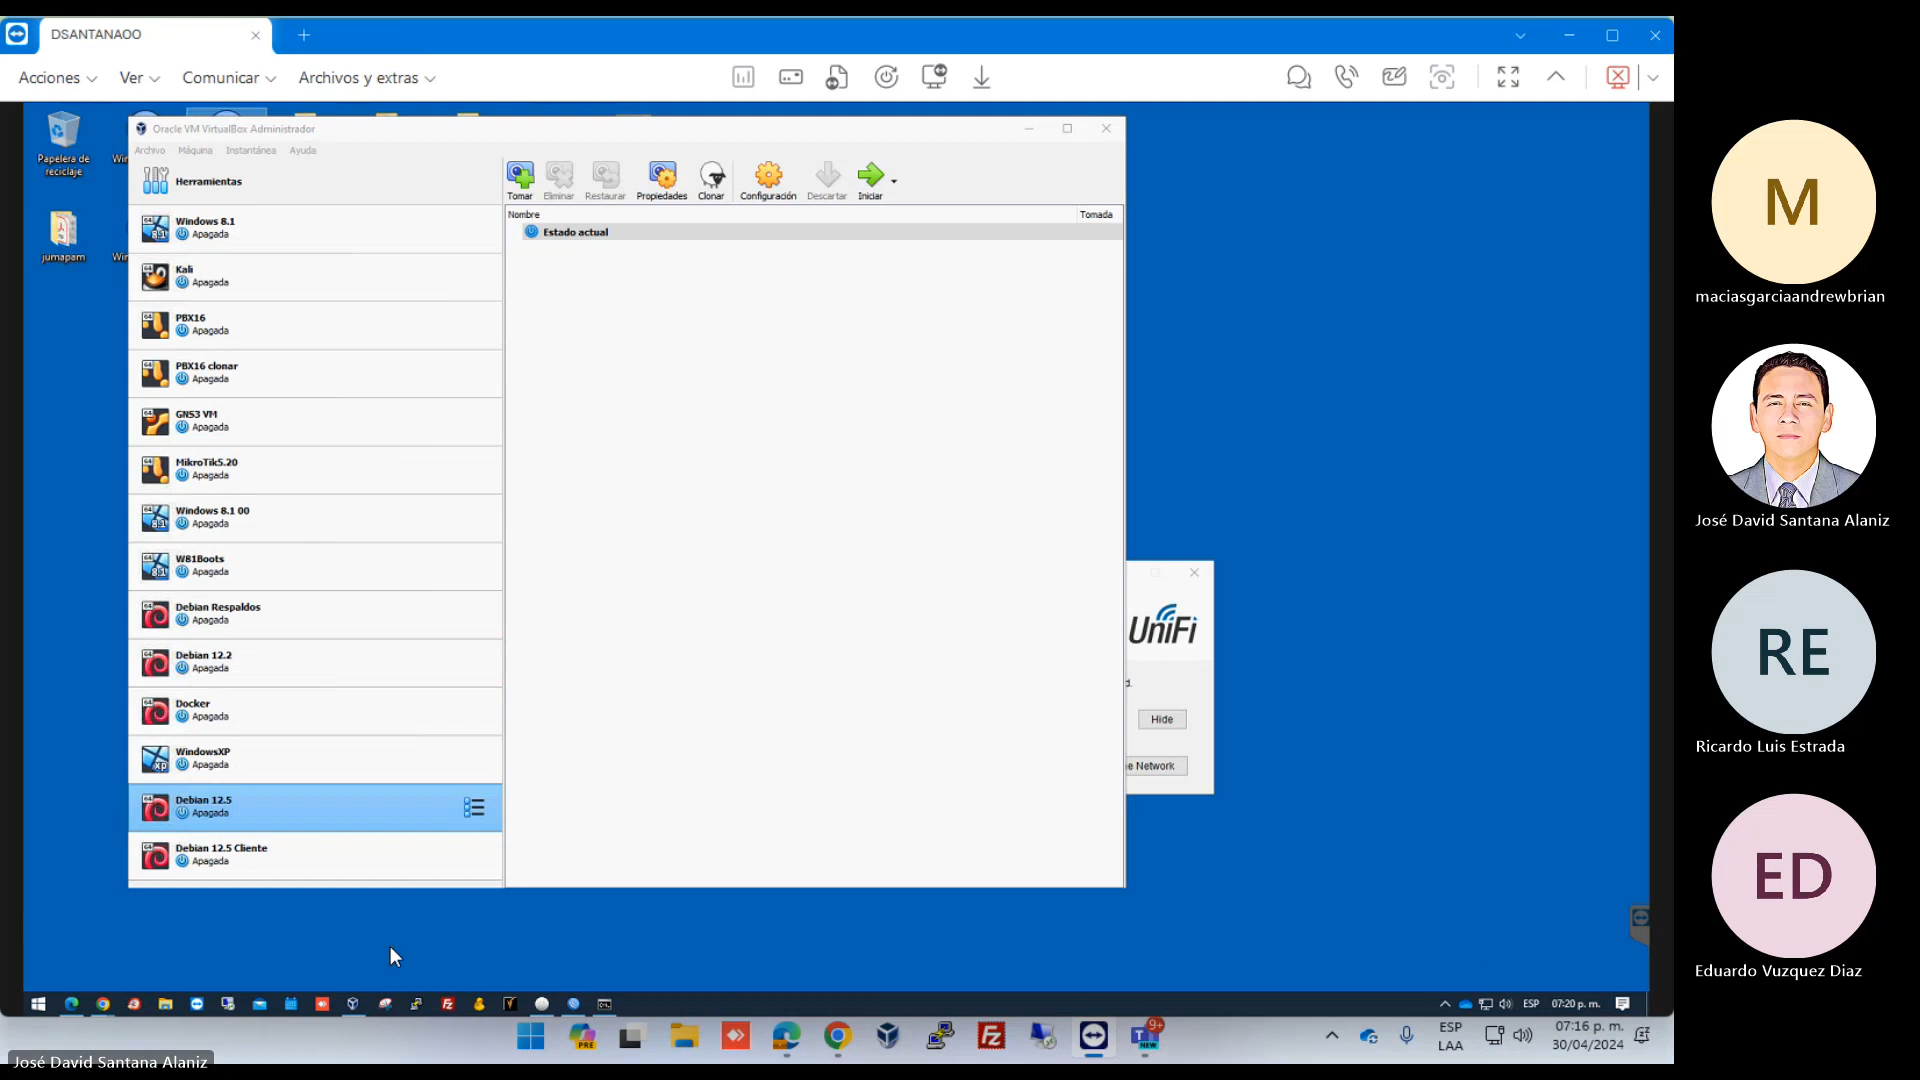 DSANTANAOO
Acciones
Ver
Comunicar
Archivos y extras
Papelera de
reciclaje
jumapam
Oracle VM VirtualBox Administrador
Archivo
Máquina
Instantánea
Ayuda
Herramientas
Tomar
Eliminar
Restaurar
Propiedades
Clonar
Configuración
Descartar
Iniciar
Nombre
Tomada
Estado actual
Windows 8.1
Apagada
Kali
Apagada
PBX16
Apagada
PBX16 clonar
Apagada
GNS3 VM
Apagada
MikroTik5.20
Apagada
Windows 8.1 00
Apagada
W81Boots
Apagada
Debian Respaldos
Apagada
Debian 12.2
Apagada
Docker
Apagada
WindowsXP
Apagada
Debian 12.5
Apagada
Debian 12.5 Cliente
Apagada
UniFi
d.
Hide
e Network
ESP
07:20 p. m.
9+
NEW
PRE
ESP
LAA
07:16 p. m.
30/04/2024
José David Santana Alaniz
M
maciasgarciaandrewbrian
José David Santana Alaniz
RE
Ricardo Luis Estrada
ED
Eduardo Vuzquez Diaz